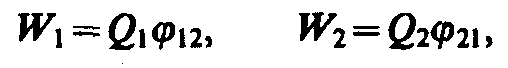 W₁ = Q₁φ₁₂, W₂ = Q₂φ₂₁,